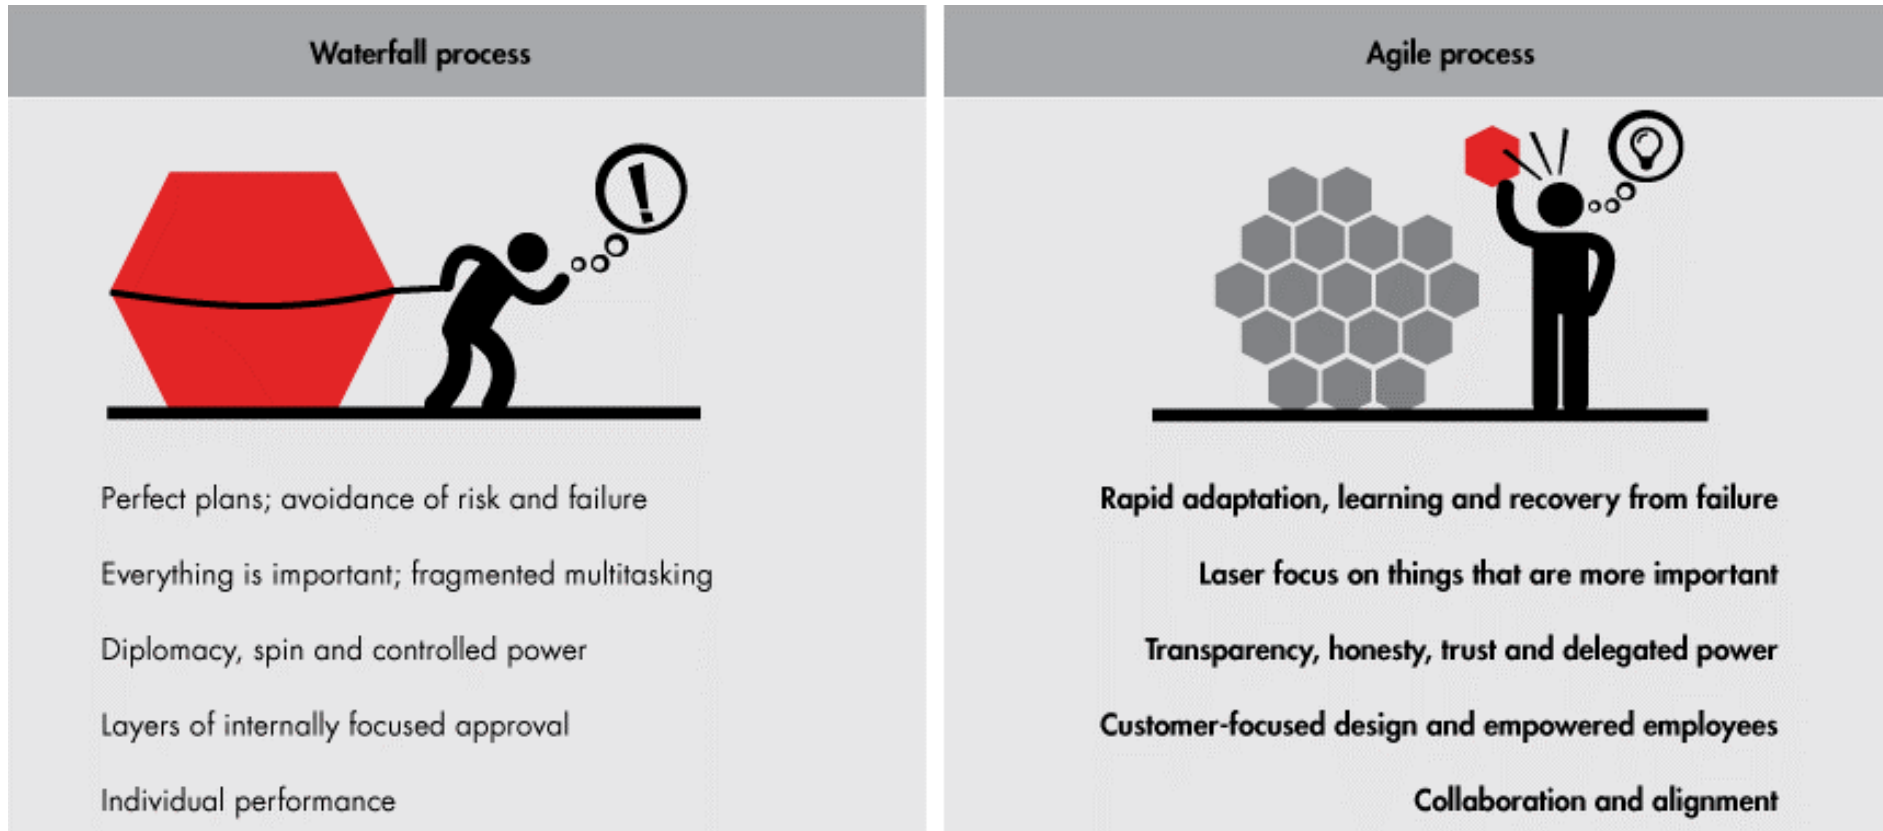 Waterfall process
Perfect plans; avoidance of risk and failure
Everything is important; fragmented multitasking
Diplomacy, spin and controlled power
Layers of internally focused approval
Individual performance
Agile process
Rapid adaptation, learning and recovery from failure
Laser focus on things that are more important
Transparency, honesty, trust and delegated power
Customer-focused design and empowered employees
Collaboration and alignment